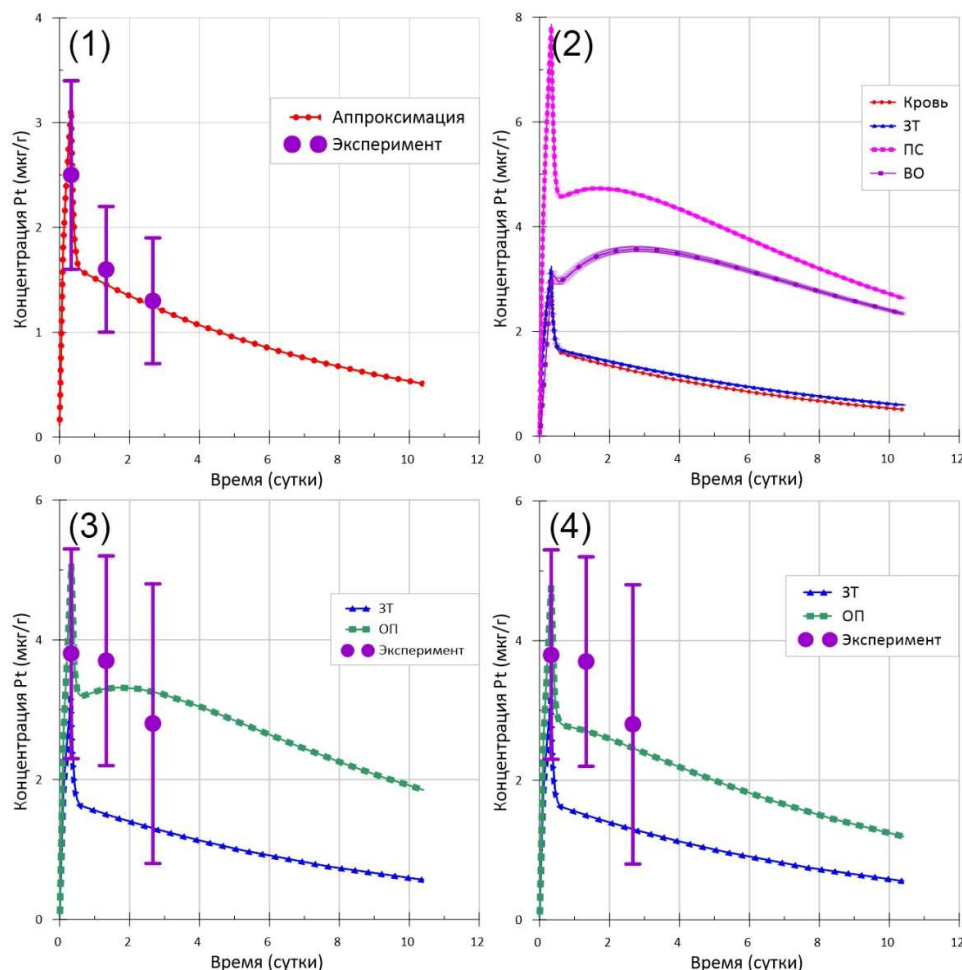 (1)
Концентрация Pt (мкг/г)
4
3
2
1
0
Аппроксимация
Эксперимент
0 2 4 6 8 10 12
Время (сутки)
(2)
Концентрация Pt (мкг/г)
8
6
4
2
0
Кровь
ЗТ
ПС
ВО
0 2 4 6 8 10 12
Время (сутки)
(3)
Концентрация Pt (мкг/г)
6
4
2
0
ЗТ
ОП
Эксперимент
0 2 4 6 8 10 12
Время (сутки)
(4)
Концентрация Pt (мкг/г)
6
4
2
0
ЗТ
ОП
Эксперимент
0 2 4 6 8 10 12
Время (сутки)